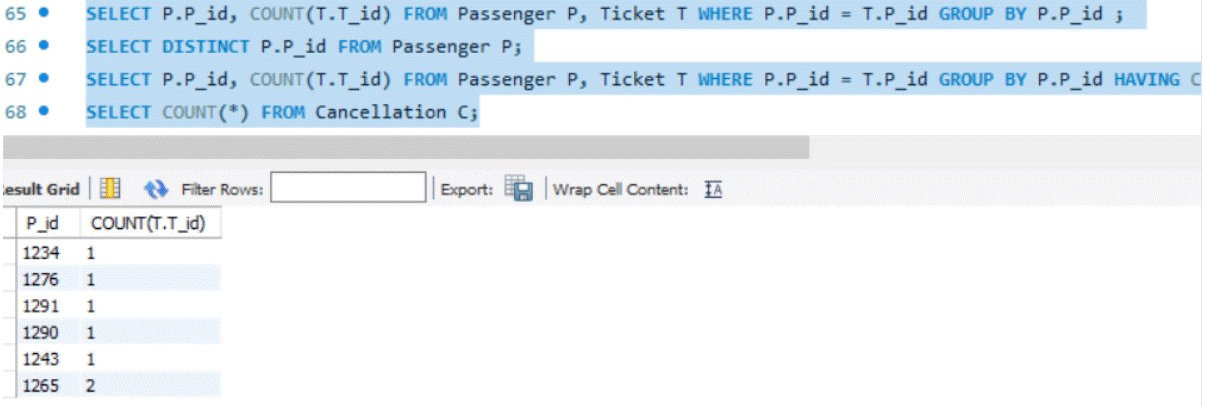 65 SELECT P.P_id, COUNT(T.T_id) FROM Passenger P, Ticket T WHERE P.P_id = T.P_id GROUP BY P.P_id ;
66 SELECT DISTINCT P.P_id FROM Passenger P;
67 SELECT P.P_id, COUNT(T.T_id) FROM Passenger P, Ticket T WHERE P.P_id = T.P_id GROUP BY P.P_id HAVING C
68 SELECT COUNT(*) FROM Cancellation C;
esult Grid Filter Rows: Export: Wrap Cell Content: IA
P_id COUNT(T.T_id)
1234 1
1276 1
1291 1
1290 1
1243 1
1265 2